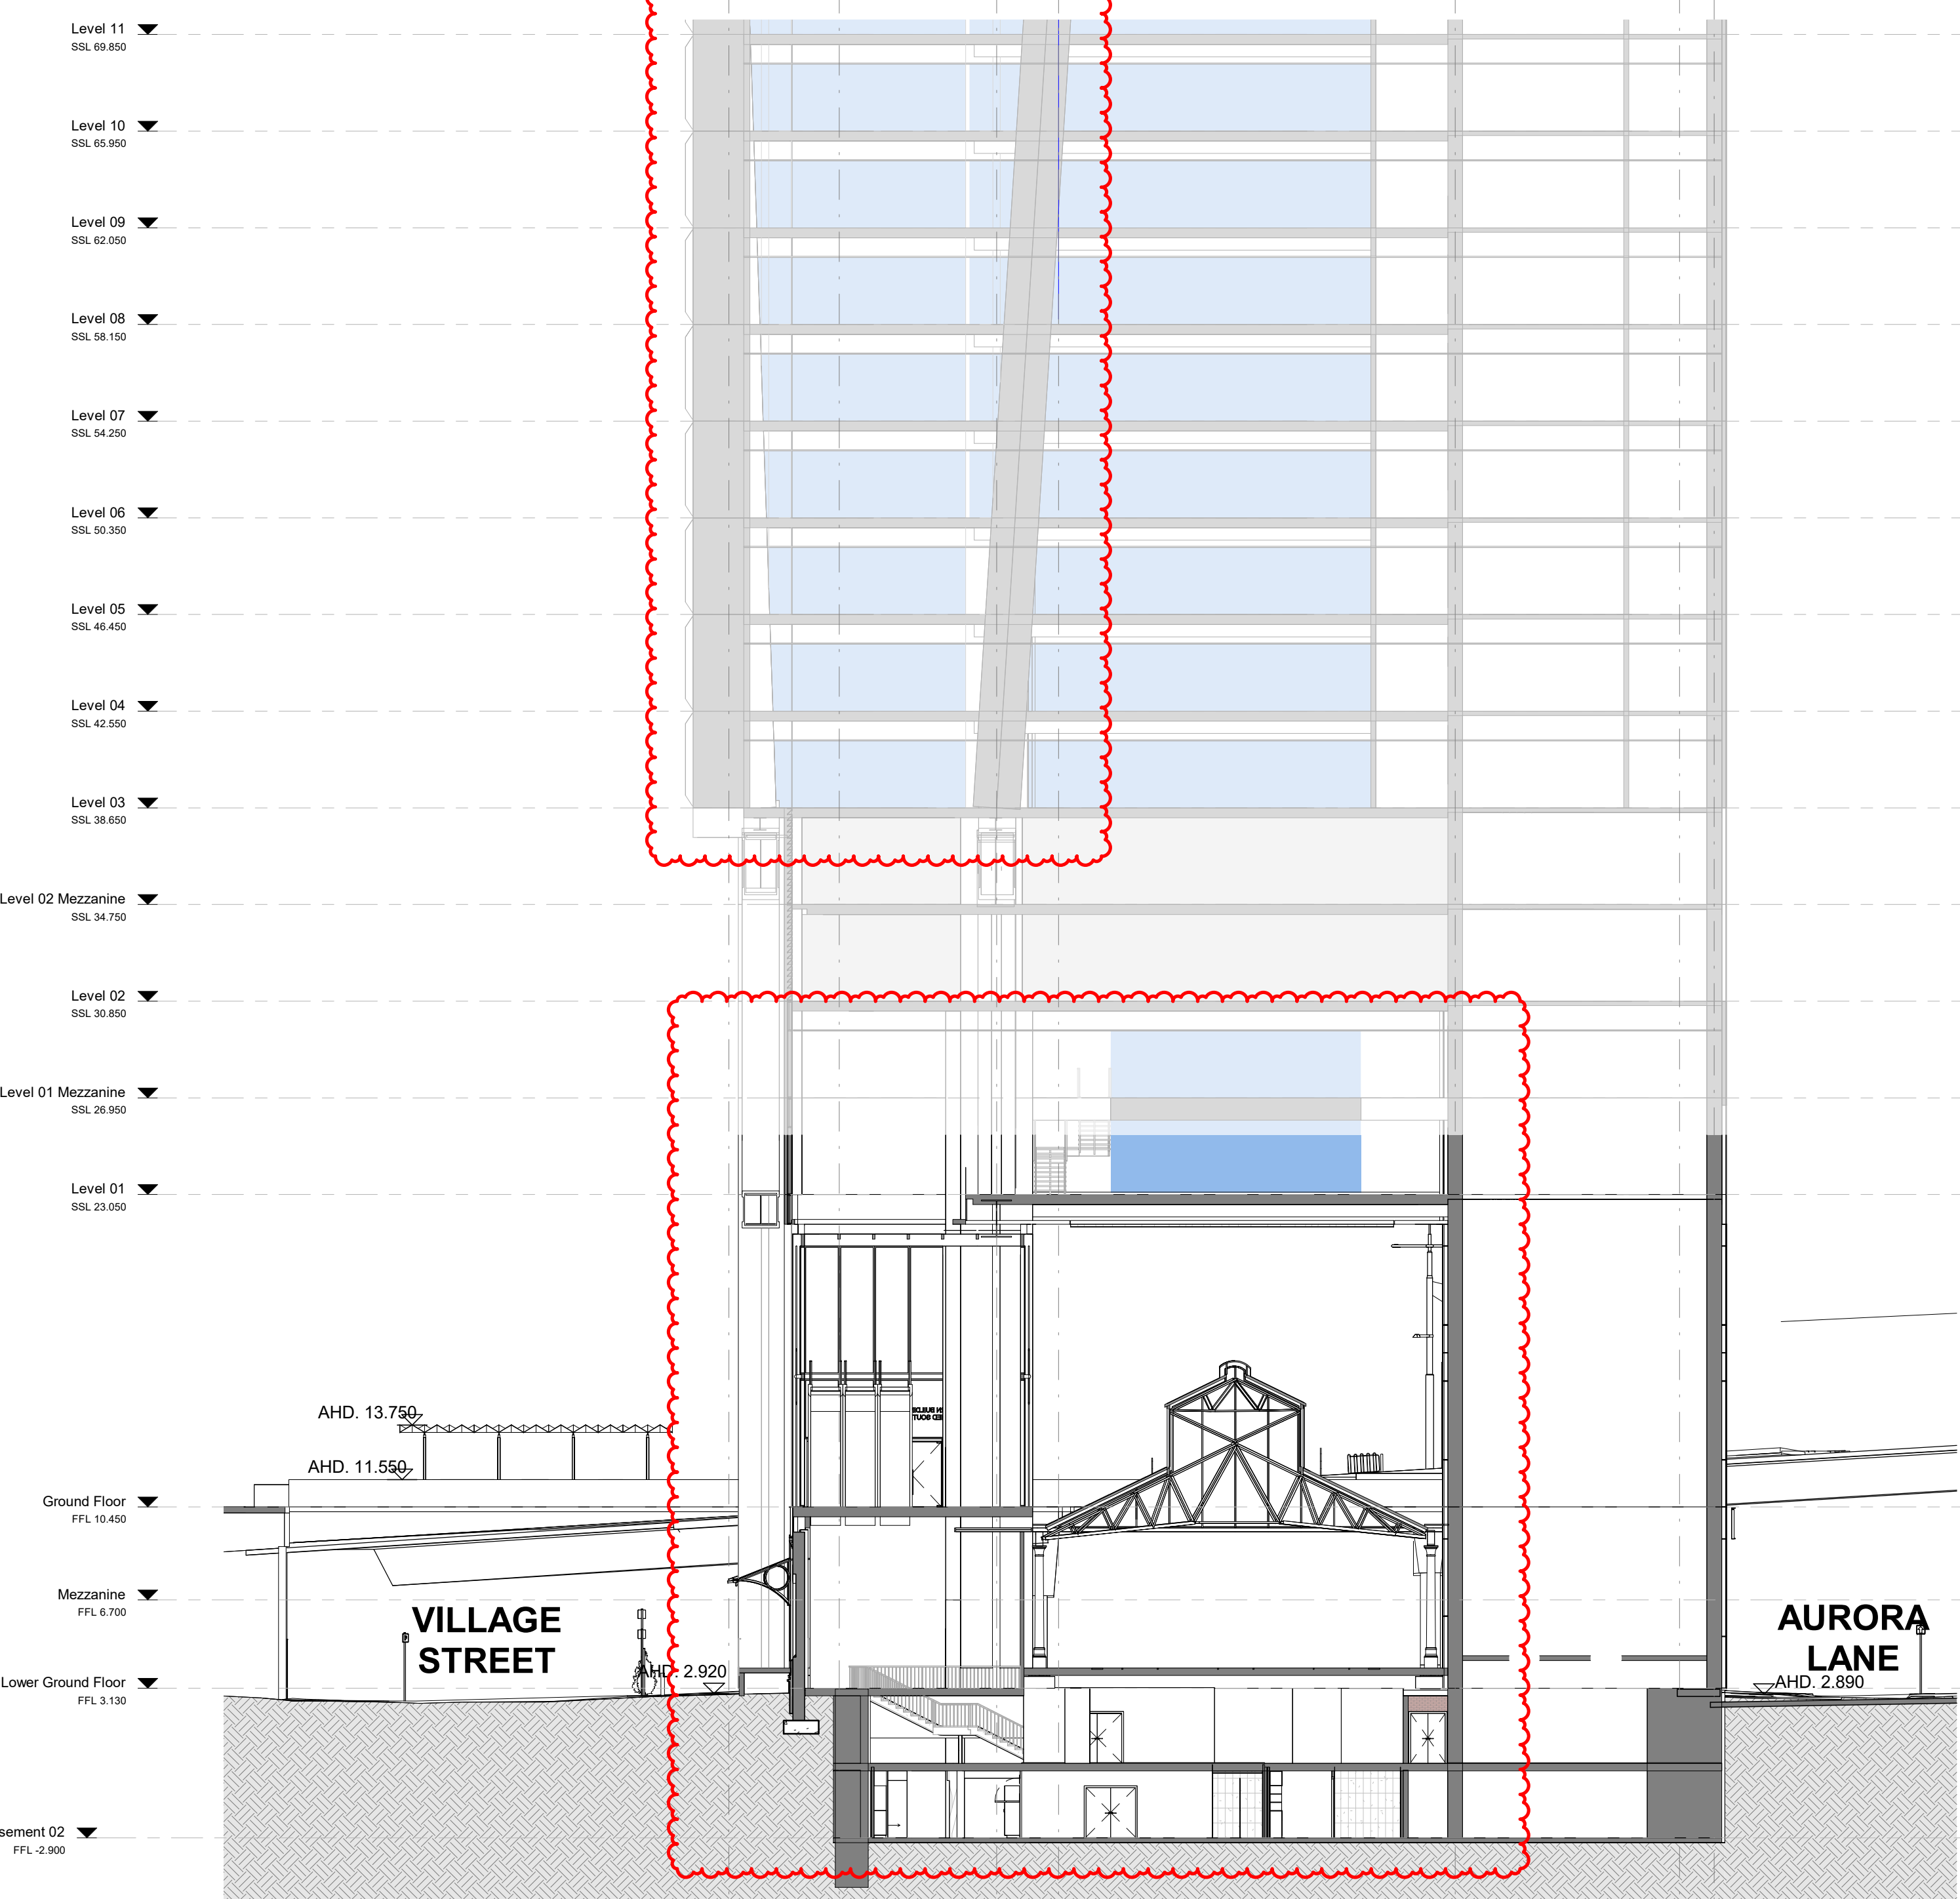 Level 11
SSL 69.850
Level 10
SSL 65.950
Level 09
SSL 62.050
Level 08
SSL 58.150
Level 07
SSL 54.250
Level 06
SSL 50.350
Level 05
SSL 46.450
Level 04
SSL 42.550
Level 03
SSL 38.650
Level 02 Mezzanine
SSL 34.750
Level 02
SSL 30.850
Level 01 Mezzanine
SSL 26.950
Level 01
SSL 23.050
AHD. 13.750
AHD. 11.550
Ground Floor
FFL 10.450
Mezzanine
FFL 6.700
VILLAGE
STREET
AURORA
LANE
AHD. 2.920
AHD. 2.890
Lower Ground Floor
FFL 3.130
sement 02
FFL -2.900